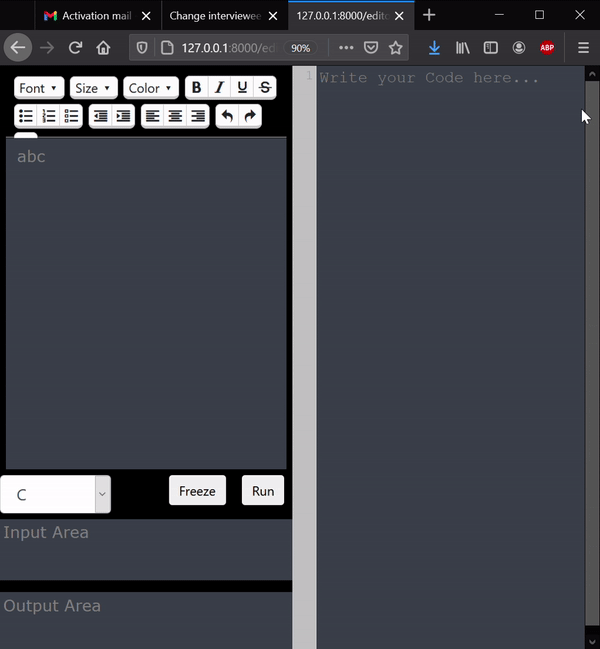 Activation mail
Change interviewee
127.0.0.1:8000/edit
127.0.0.1:8000/ed
90%
ABP
Font
Size
Color
B I U S
abc
1
Write your Code here...
C
Freeze
Run
Input Area
Output Area